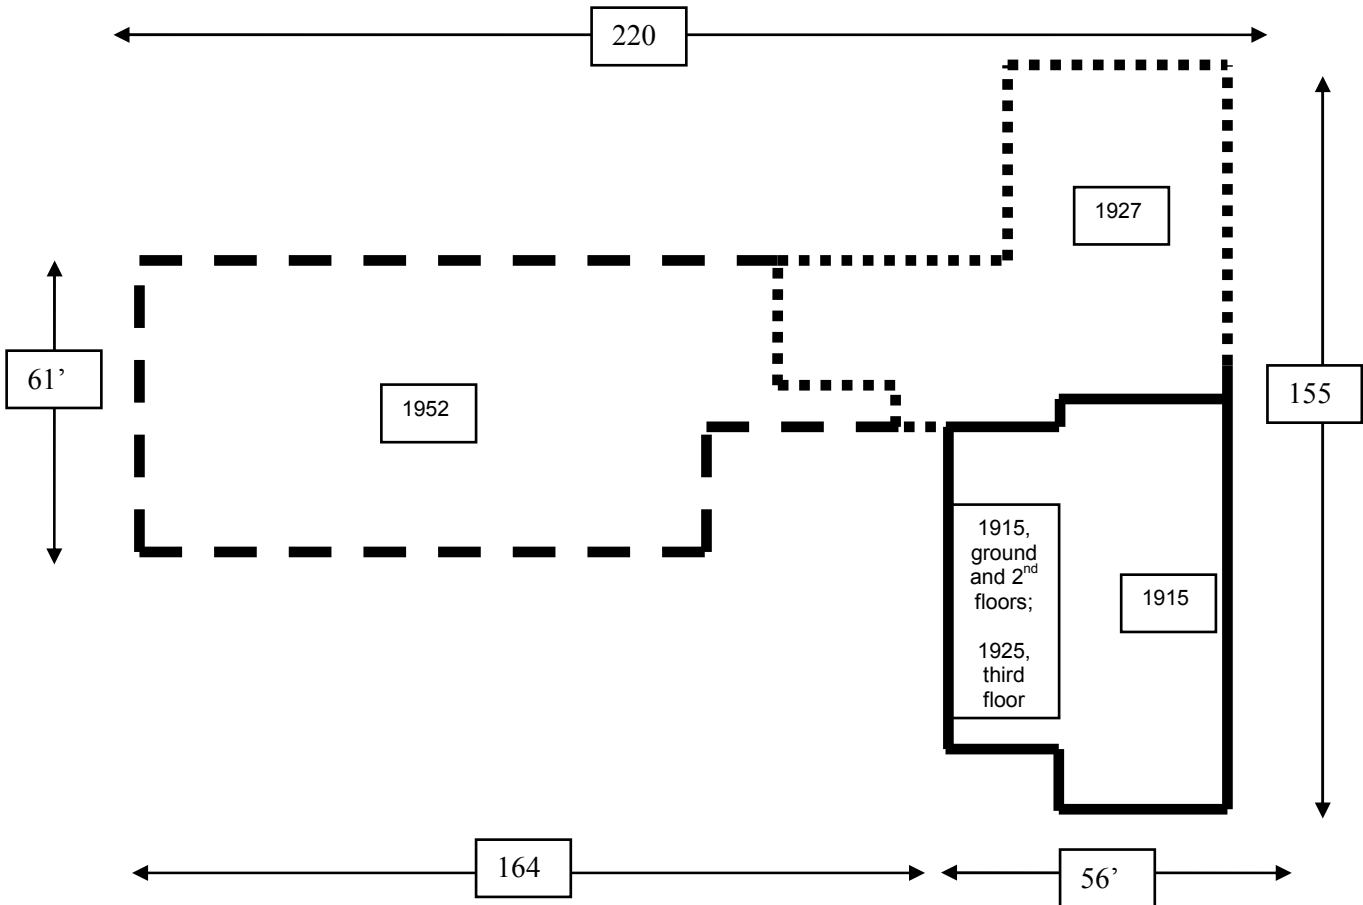 220
1927
61’
155
1952
1915,
ground
and 2nd
floors;
1925,
third
floor
1915
164
56’